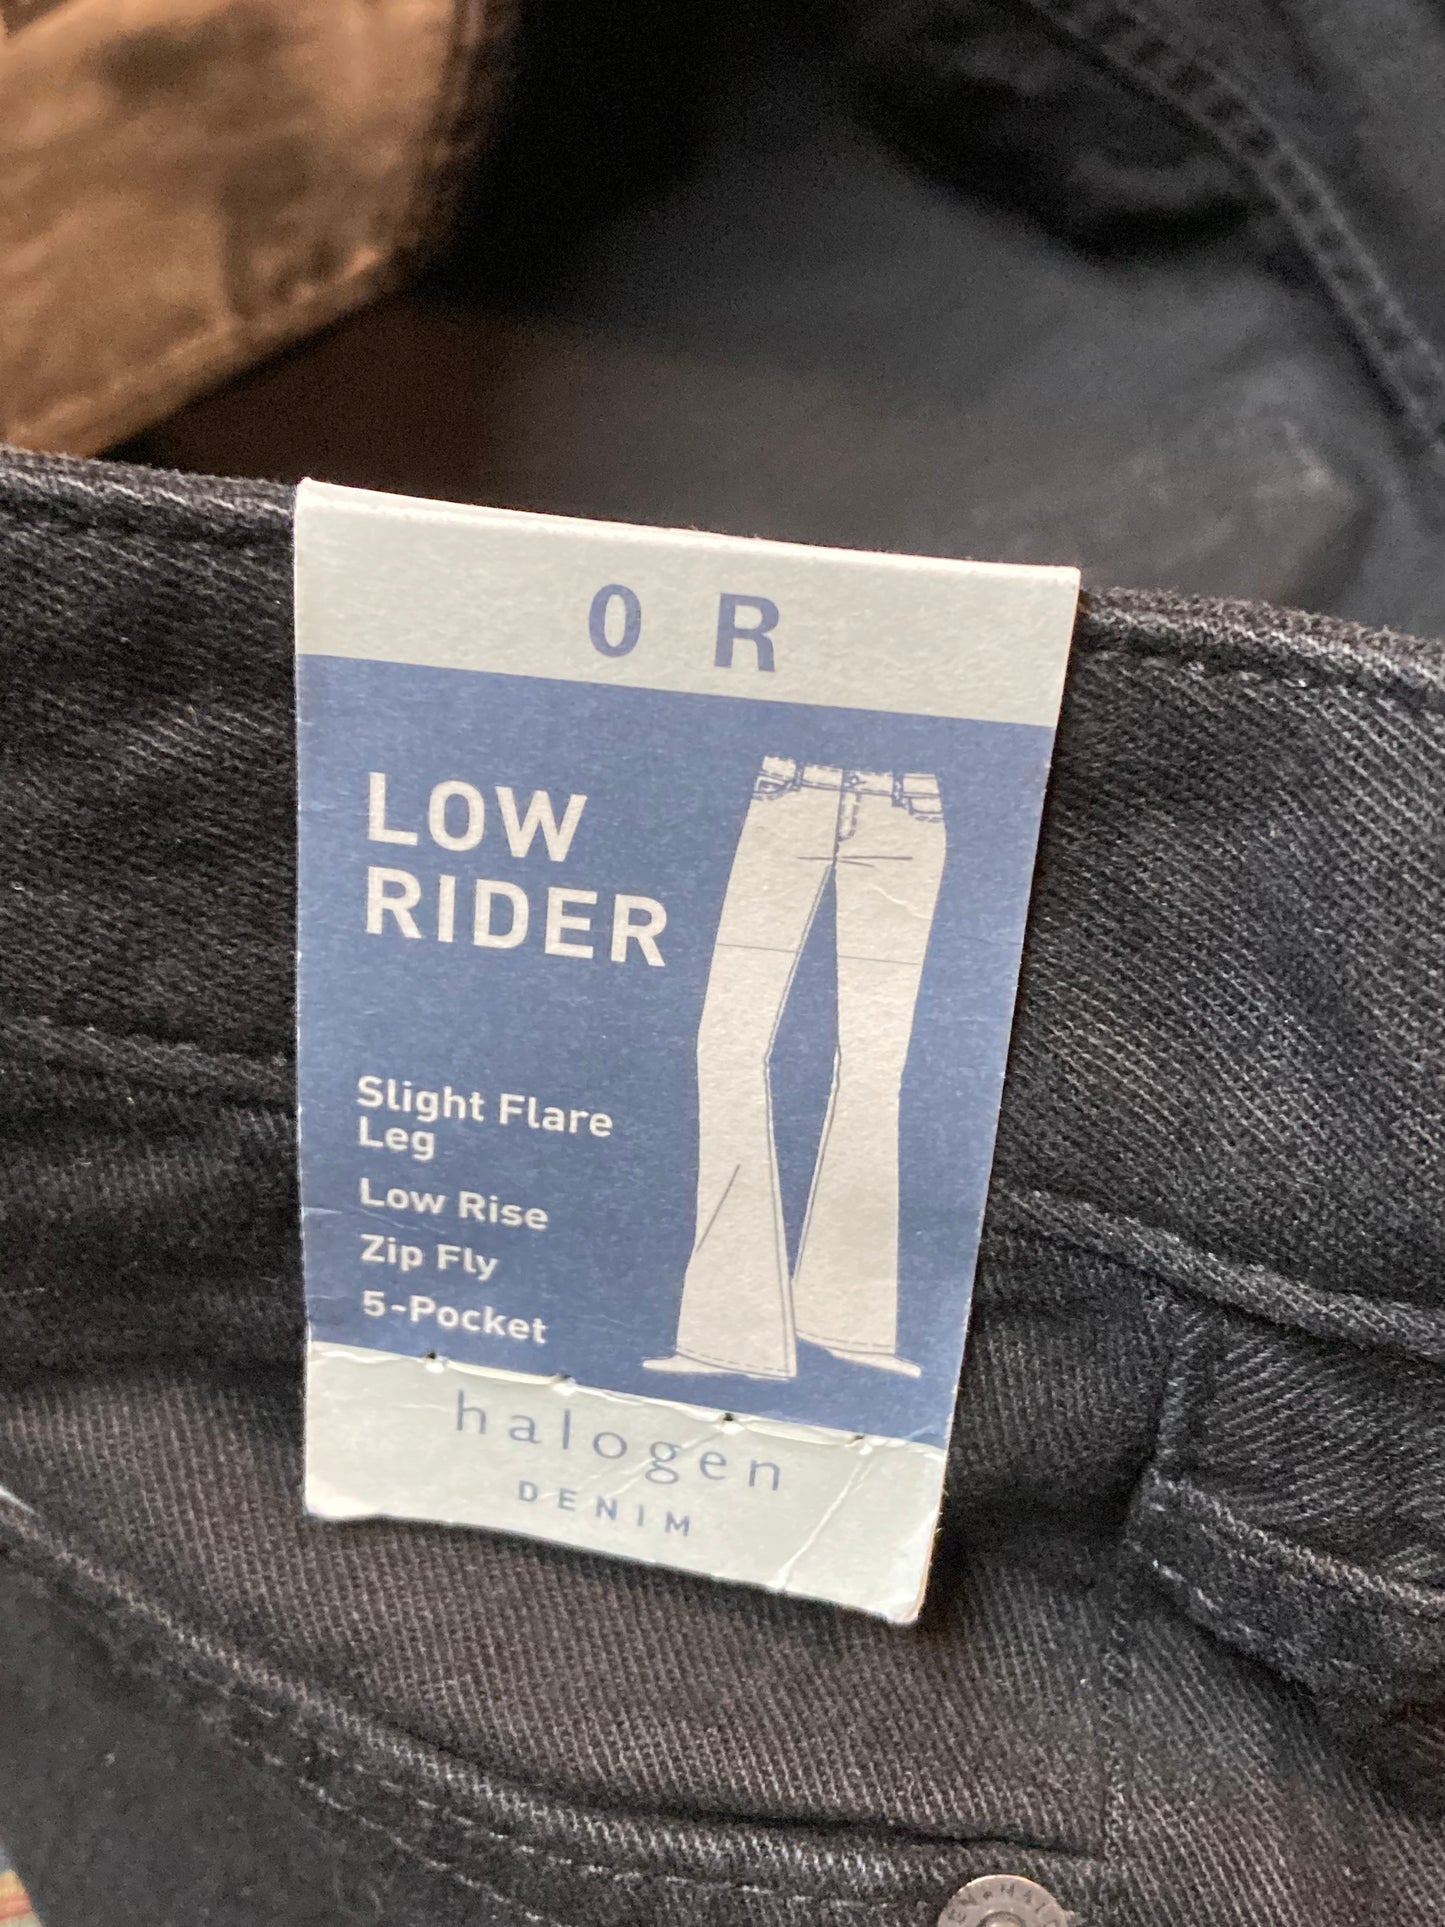 0 R
LOW
RIDER
Slight Flare
Leg
Low Rise
Zip Fly
5-Pocket
halogen
DENIM